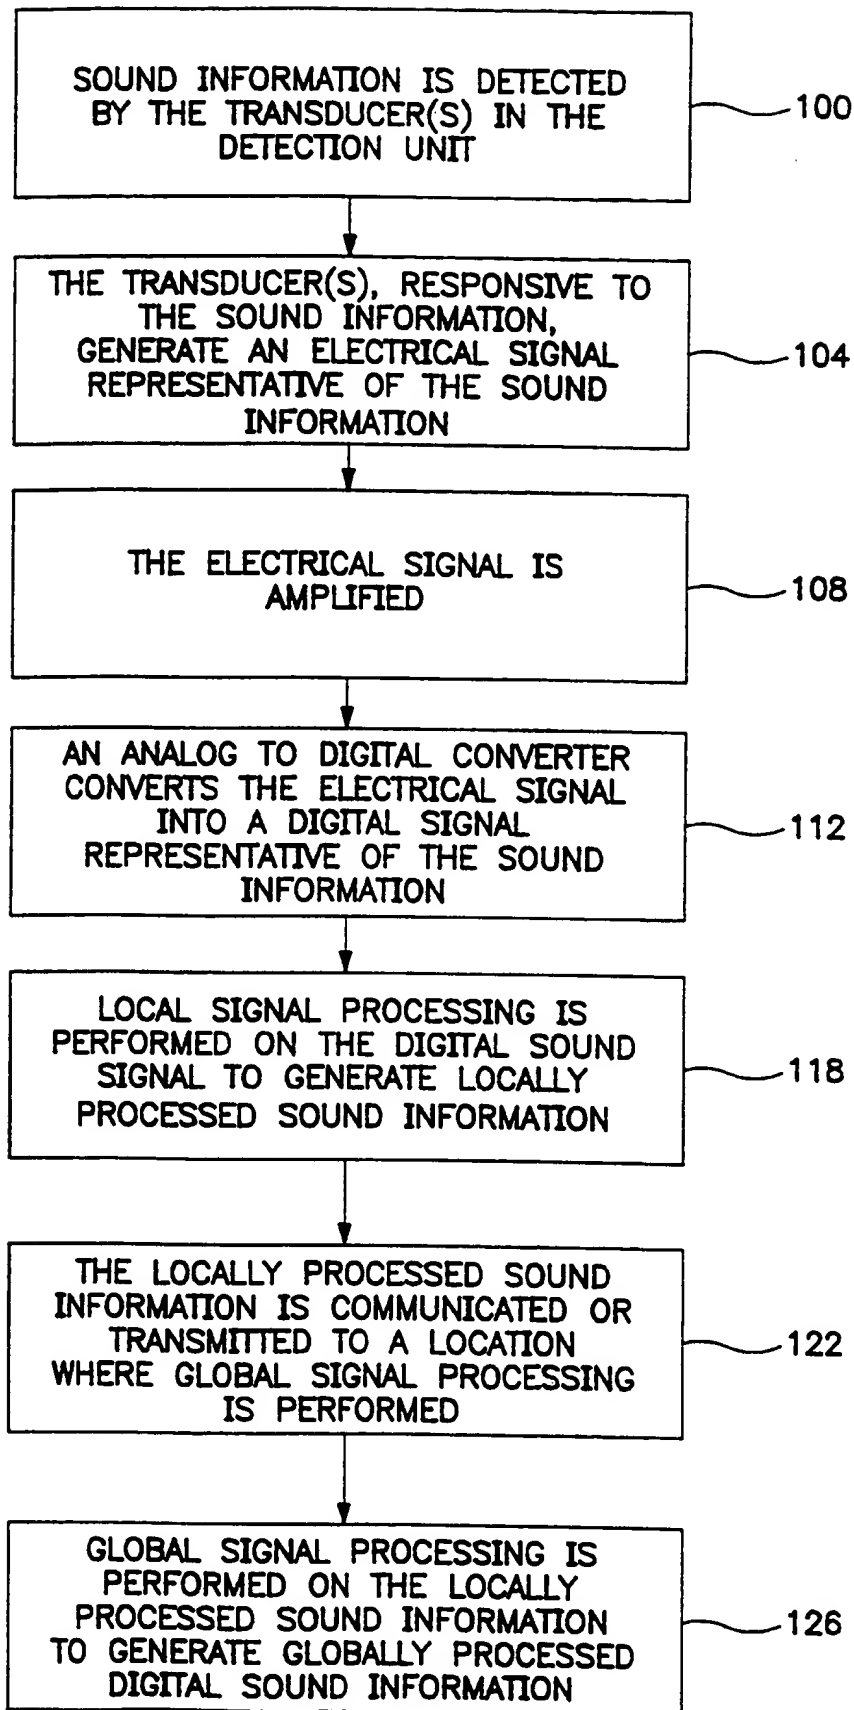 SOUND INFORMATION IS DETECTED
BY THE TRANSDUCER(S) IN THE
DETECTION UNIT
100
THE TRANSDUCER(S), RESPONSIVE TO
THE SOUND INFORMATION,
GENERATE AN ELECTRICAL SIGNAL
REPRESENTATIVE OF THE SOUND
INFORMATION
104
THE ELECTRICAL SIGNAL IS
AMPLIFIED
108
AN ANALOG TO DIGITAL CONVERTER
CONVERTS THE ELECTRICAL SIGNAL
INTO A DIGITAL SIGNAL
REPRESENTATIVE OF THE SOUND
INFORMATION
112
LOCAL SIGNAL PROCESSING IS
PERFORMED ON THE DIGITAL SOUND
SIGNAL TO GENERATE LOCALLY
PROCESSED SOUND INFORMATION
118
THE LOCALLY PROCESSED SOUND
INFORMATION IS COMMUNICATED OR
TRANSMITTED TO A LOCATION
WHERE GLOBAL SIGNAL PROCESSING
IS PERFORMED
122
GLOBAL SIGNAL PROCESSING IS
PERFORMED ON THE LOCALLY
PROCESSED SOUND INFORMATION
TO GENERATE GLOBALLY PROCESSED
DIGITAL SOUND INFORMATION
126